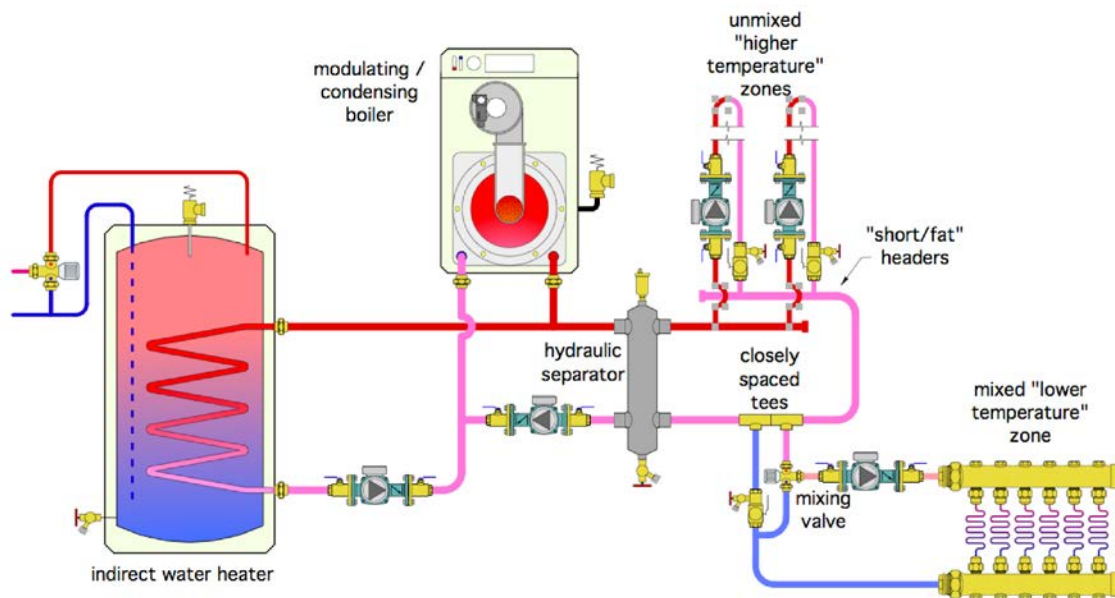 unmixed
"higher
temperature"
zones
modulating /
condensing
boiler
"short/fat"
headers
hydraulic
separator
closely
spaced
tees
mixed "lower
temperature"
zone
mixing
valve
indirect water heater